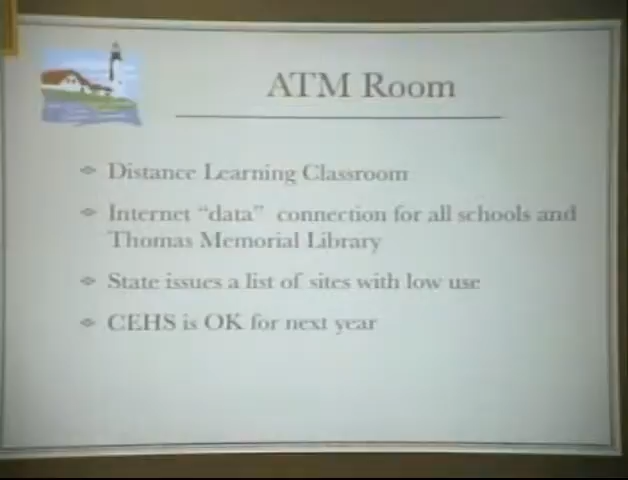 ATM Room
Distance Learning Classroom
Internet “data” connection for all schools and
Thomas Memorial Library
State issues a list of sites with low use
CEHS is OK for next year